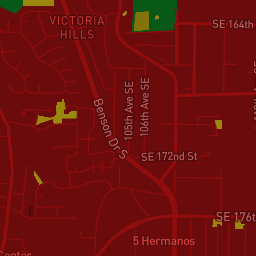 VICTORIA
HILLS
SE 164th
105th Ave SE
106th Ave SE
Benson Dr S
SE 172nd St
SE 176th
5 Hermanos
Center